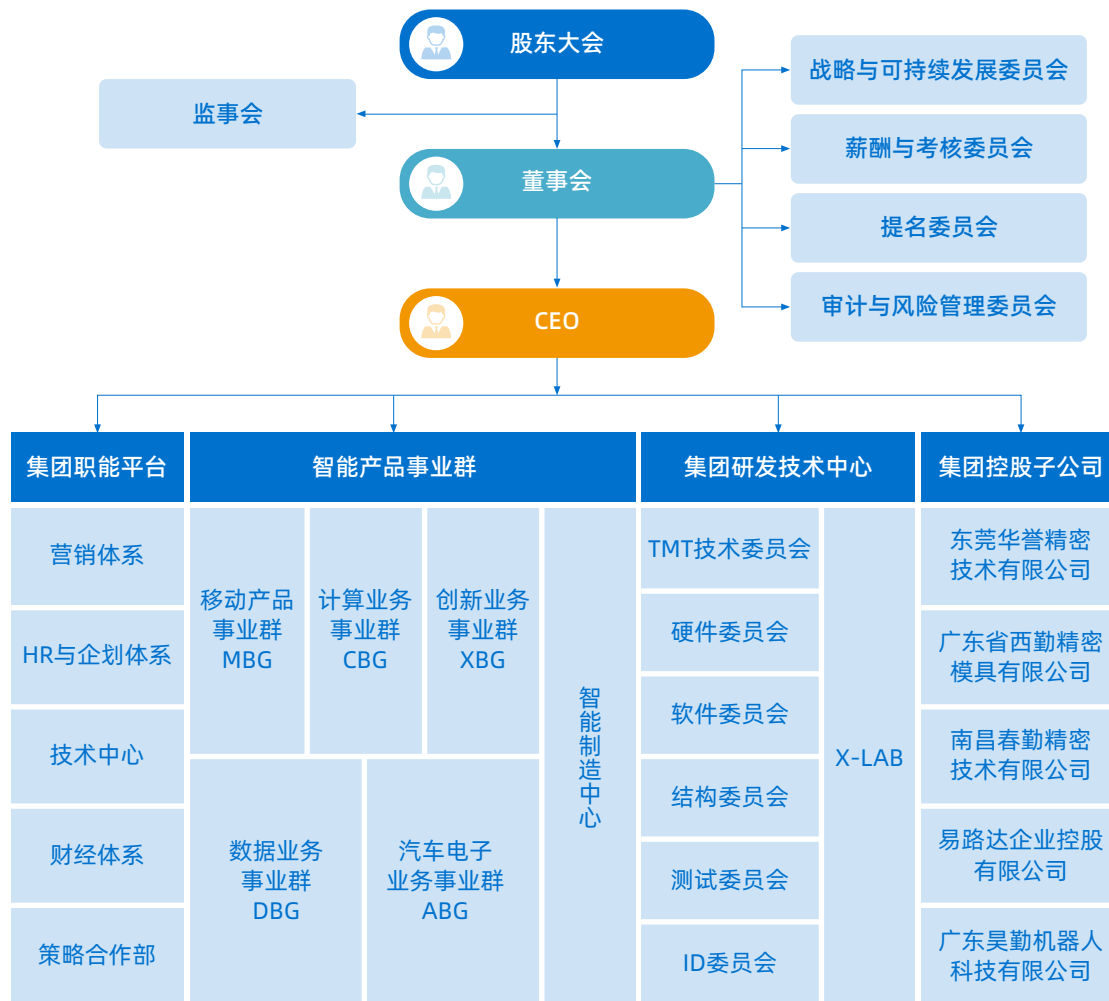 股东大会
监事会
董事会
战略与可持续发展委员会
薪酬与考核委员会
提名委员会
审计与风险管理委员会
CEO
集团职能平台
智能产品事业群
集团研发技术中心
集团控股子公司
营销体系
HR与企划体系
技术中心
财经体系
策略合作部
移动产品
事业群
MBG
计算业务
事业群
CBG
创新业务
事业群
XBG
数据业务
事业群
DBG
汽车电子
业务事业群
ABG
智能制造中心
TMT技术委员会
硬件委员会
软件委员会
结构委员会
测试委员会
ID委员会
X-LAB
东莞华誉精密
技术有限公司
广东省西勤精密
模具有限公司
南昌春勤精密
技术有限公司
易路达企业控股
有限公司
广东昊勤机器人
科技有限公司